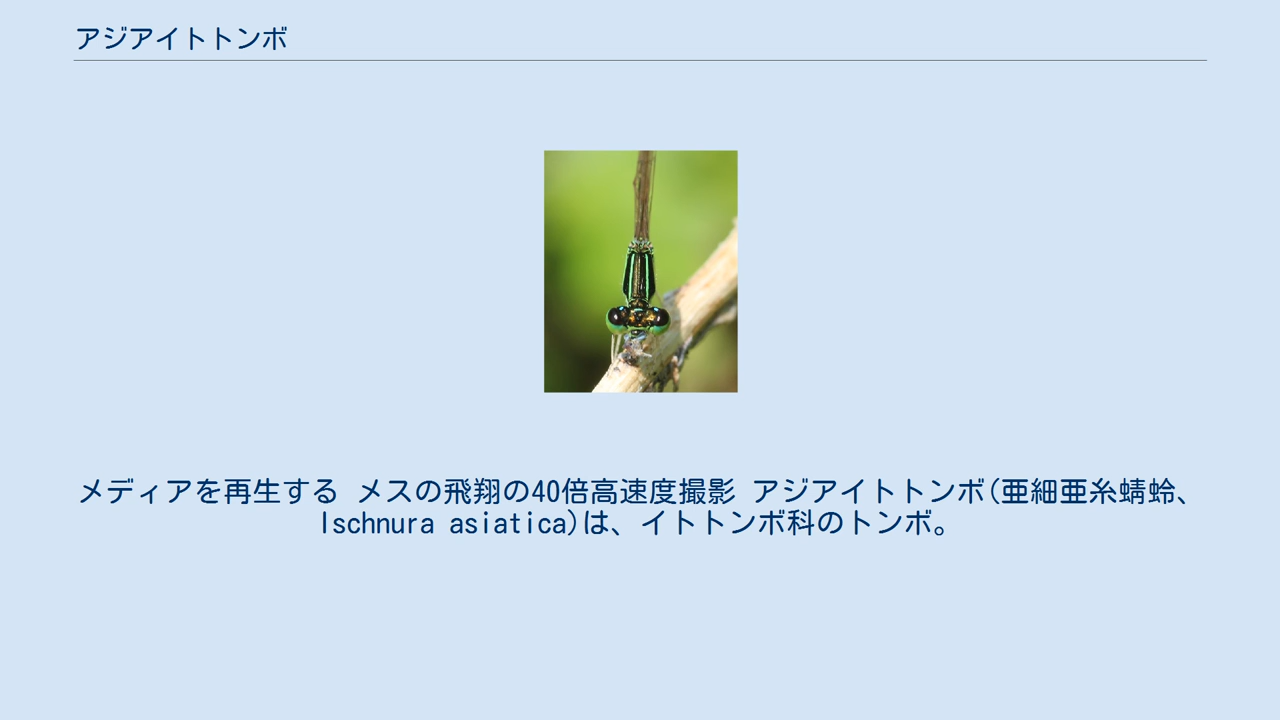 アジアイトトンボ
メディアを再生する メスの飛翔の40倍高速度撮影 アジアイトトンボ(亜細亜糸蜻蛉、
Ischnura asiatica)は、イトトンボ科のトンボ。